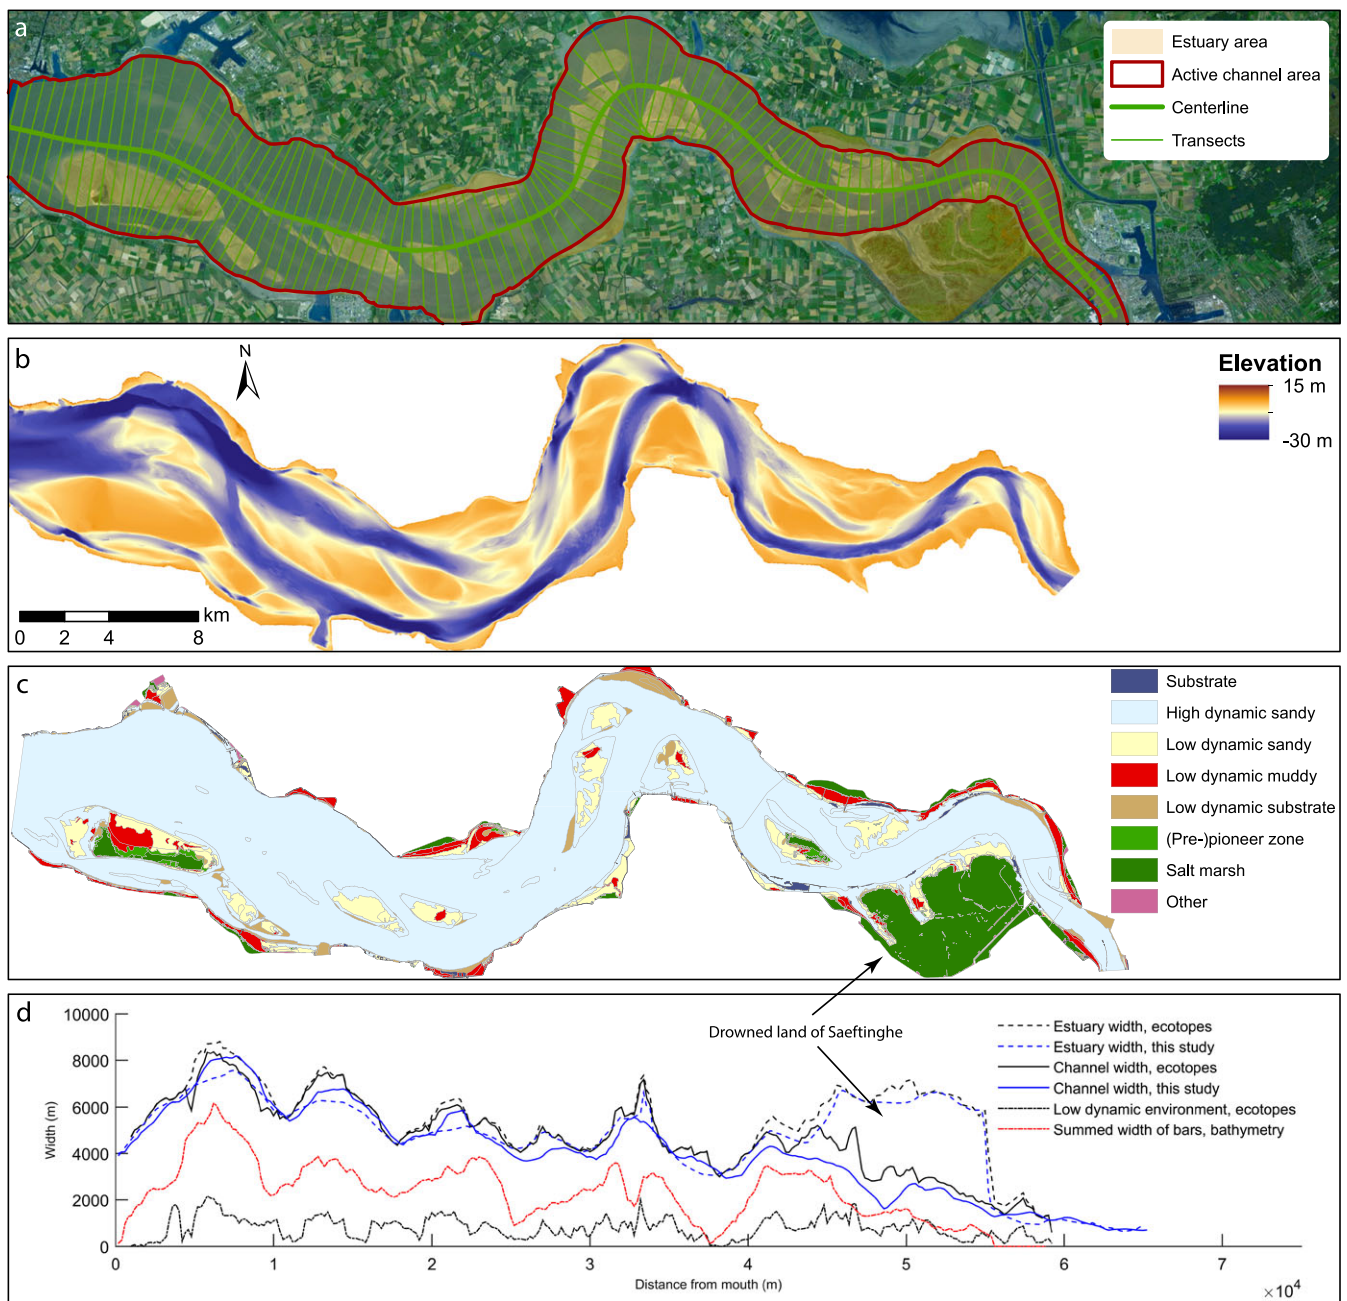 a
Estuary area
Active channel area
Centerline
Transects
b
N
Elevation
15 m
-30 m
km
0 2 4 8
c
Substrate
High dynamic sandy
Low dynamic sandy
Low dynamic muddy
Low dynamic substrate
(Pre-)pioneer zone
Salt marsh
Other
d
Drowned land of Saeftinghe
Estuary width, ecotopes
Estuary width, this study
Channel width, ecotopes
Channel width, this study
Low dynamic environment, ecotopes
Summed width of bars, bathymetry
10000
8000
6000
4000
2000
0
Width (m)
0 1 2 3 4 5 6 7
Distance from mouth (m)
×10⁴